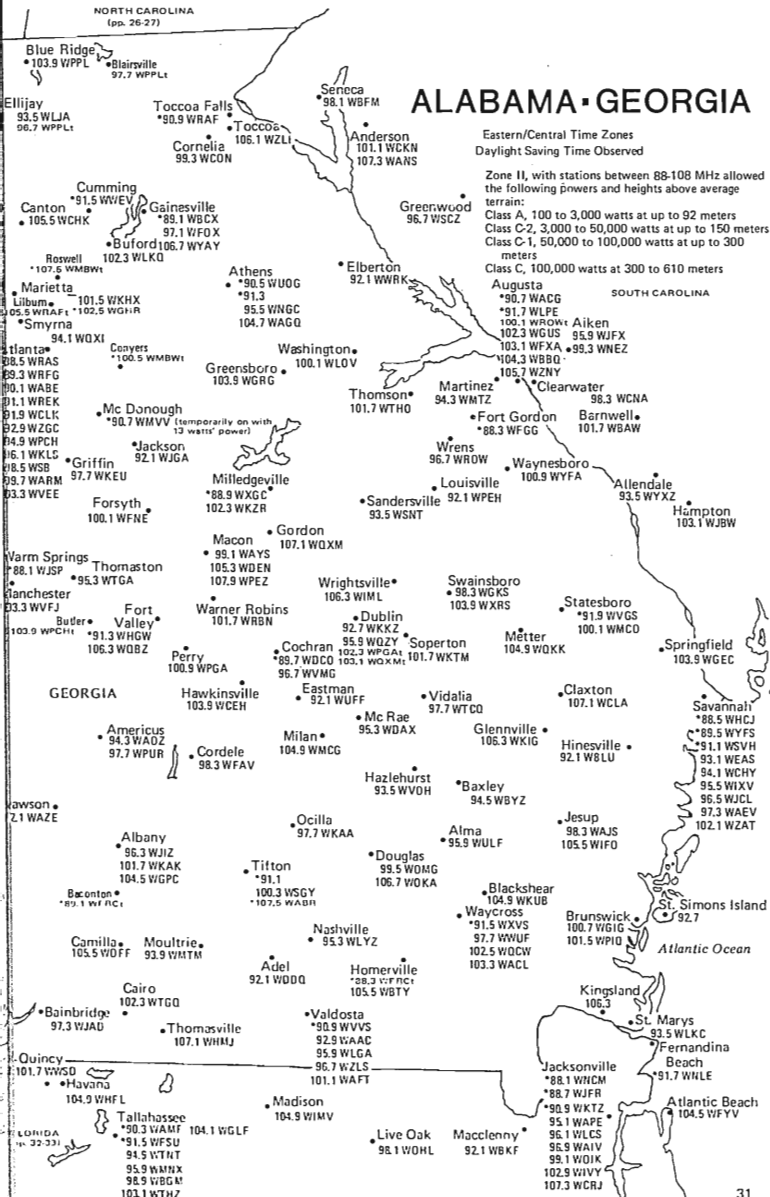 NORTH CAROLINA
(pp. 26-27)
ALABAMA▪GEORGIA
Eastern/Central Time Zones
Daylight Saving Time Observed
Zone II, with stations between 88-108 MHz allowed
the following powers and heights above average
terrain:
Class A, 100 to 3,000 watts at up to 92 meters
Class C-2, 3,000 to 50,000 watts at up to 150 meters
Class C-1, 50,000 to 100,000 watts at up to 300
meters
Class C, 100,000 watts at 300 to 610 meters
Blue Ridge
103.9 WPPL
Blairsville
97.7 WPPLt
Ellijay
93.5 WLJA
96.7 WPPLt
Toccoa Falls
*90.9 WRAF
Toccoa
106.1 WZLI
Cornelia
99.3 WCON
Seneca
98.1 WBFM
Anderson
101.1 WCKN
107.3 WANS
Greenwood
96.7 WSCZ
Cumming
*91.5 WWEV
Canton
105.5 WCHK
Gainesville
*89.1 WBCX
97.1 WFOX
106.7 WYAY
Buford
102.3 WLKQ
Roswell
*107.5 WMBWt
Marietta
101.5 WKHX
Lilburn
105.5 WRAFt
*102.5 WGHR
Smyrna
94.1 WQXI
Athens
*90.5 WUOG
*91.3
95.5 WNGC
104.7 WAGQ
Elberton
92.1 WWRK
Augusta
*90.7 WACG
*91.7 WLPE
100.1 WROWt
102.3 WGUS
103.1 WFXA
104.3 WBBQ
105.7 WZNY
SOUTH CAROLINA
Aiken
95.9 WJFX
99.3 WNEZ
tlanta
88.5 WRAS
89.3 WRFG
90.1 WABE
91.1 WREK
91.9 WCLK
92.9 WZGC
94.9 WPCH
96.1 WKLS
98.5 WSB
99.7 WARM
03.3 WVEE
Conyers
*100.5 WMBWt
Washington
100.1 WLOV
Greensboro
103.9 WGRG
Thomson
101.7 WTHO
Martinez
94.3 WMTZ
Clearwater
98.3 WCNA
Fort Gordon
*88.3 WFGG
Barnwell
101.7 WBAW
Mc Donough
*90.7 WMVV (temporarily on with
13 watts' power)
Jackson
92.1 WJGA
Griffin
97.7 WKEU
Wrens
96.7 WROW
Waynesboro
100.9 WYFA
Milledgeville
*88.9 WXGC
102.3 WKZR
Louisville
92.1 WPEH
Sandersville
93.5 WSNT
Allendale
93.5 WYXZ
Hampton
103.1 WJBW
Forsyth
100.1 WFNE
Gordon
107.1 WQXM
Macon
99.1 WAYS
105.3 WDEN
107.9 WPEZ
Warm Springs
*88.1 WJSP
Thomaston
95.3 WTGA
Manchester
03.3 WVFJ
Wrightsville
106.3 WIML
Swainsboro
98.3 WGKS
103.9 WXRS
Statesboro
*91.9 WVGS
100.1 WMCO
Warner Robins
101.7 WRBN
Butler
103.9 WPCHt
Fort
Valley
*91.3 WHGW
106.3 WQBZ
Dublin
92.7 WKKZ
95.9 WQZY
102.3 WPGAt
103.1 WQXMt
Soperton
101.7 WKTM
Metter
104.9 WQKK
Springfield
103.9 WGEC
Perry
100.9 WPGA
Cochran
*89.7 WDCO
96.7 WVMG
GEORGIA
Hawkinsville
103.9 WCEH
Eastman
92.1 WUFF
Vidalia
97.7 WTCQ
Claxton
107.1 WCLA
Savannah
*88.5 WHCJ
*89.5 WYFS
*91.1 WSVH
93.1 WEAS
94.1 WCHY
95.5 WIXV
96.5 WJCL
97.3 WAEV
102.1 WZAT
Americus
94.3 WADZ
97.7 WPUR
Cordele
98.3 WFAV
Milan
104.9 WMCG
Mc Rae
95.3 WDAX
Glennville
106.3 WKIG
Hinesville
92.1 WBLU
Hazlehurst
93.5 WVOH
Baxley
94.5 WBYZ
awson
2.1 WAZE
Ocilla
97.7 WKAA
Alma
95.9 WULF
Jesup
98.3 WAJS
105.5 WIFO
Albany
96.3 WJIZ
101.7 WKAK
104.5 WGPC
Tifton
*91.1
100.3 WSGY
*107.5 WABR
Douglas
99.5 WOMG
106.7 WOKA
Baconton
*89.1 WFRCt
Blackshear
104.9 WKUB
Waycross
*91.5 WXVS
97.7 WWUF
102.5 WQCW
103.3 WACL
Brunswick
100.7 WGIG
101.5 WPIQ
St. Simons Island
92.7
Atlantic Ocean
Camilla
105.5 WOFF
Moultrie
93.9 WMTM
Nashville
95.3 WLYZ
Adel
92.1 WDDQ
Homerville
*88.3 WFRCt
105.5 WBTY
Cairo
102.3 WTGQ
Bainbridge
97.3 WJAD
Thomasville
107.1 WHMJ
Valdosta
*90.9 WVVS
92.9 WAAC
95.9 WLGA
96.7 WZLS
101.1 WAFT
Kingsland
106.3
St. Marys
93.5 WLKC
Fernandina
Beach
*91.7 WNLE
Quincy
101.7 WWSD
Havana
104.9 WHFL
Madison
104.9 WIMV
Tallahassee
*90.3 WAMF
*91.5 WFSU
94.5 WTNT
95.9 WMNX
98.9 WBGM
103.1 WTHZ
104.1 WGLF
Live Oak
98.1 WQHL
Macclenny
92.1 WBKF
Jacksonville
*88.1 WNCM
*88.7 WJFR
*90.9 WKTZ
95.1 WAPE
96.1 WLCS
96.9 WAIV
99.1 WQIK
102.9 WIVY
107.3 WCRJ
Atlantic Beach
104.5 WFYV
LORIDA
32-33)
31